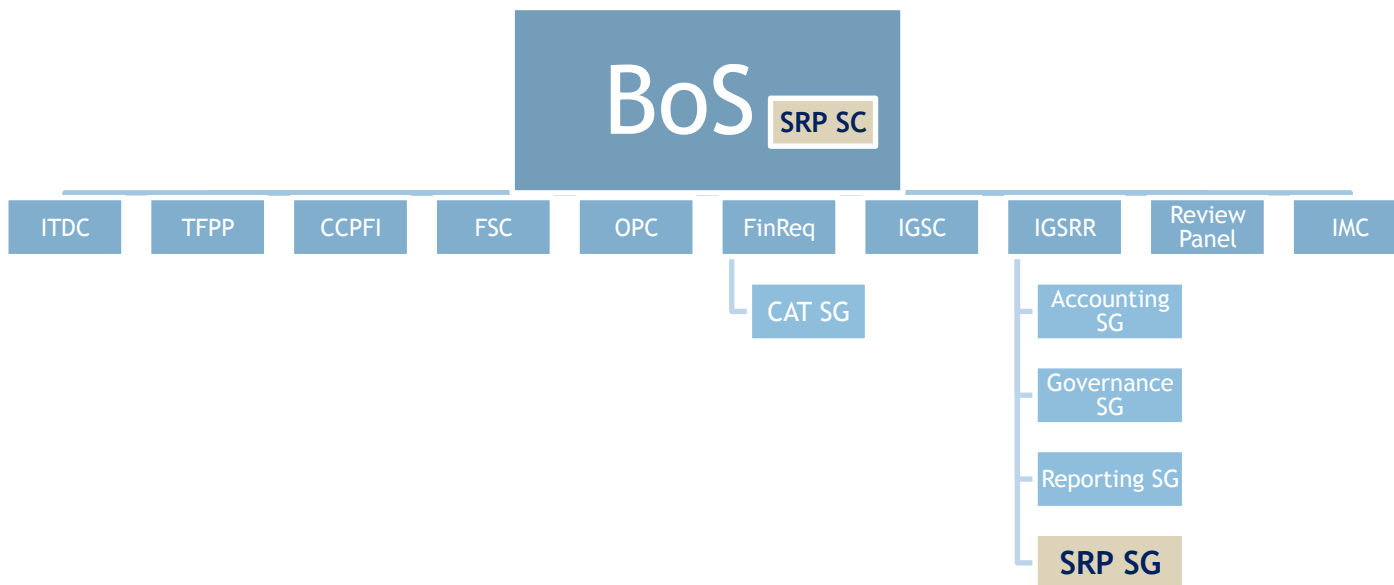 BoS
SRP SC
ITDC
TFPP
CCPFI
FSC
OPC
FinReq
IGSC
IGSRR
Review
Panel
IMC
CAT SG
Accounting
SG
Governance
SG
Reporting SG
SRP SG